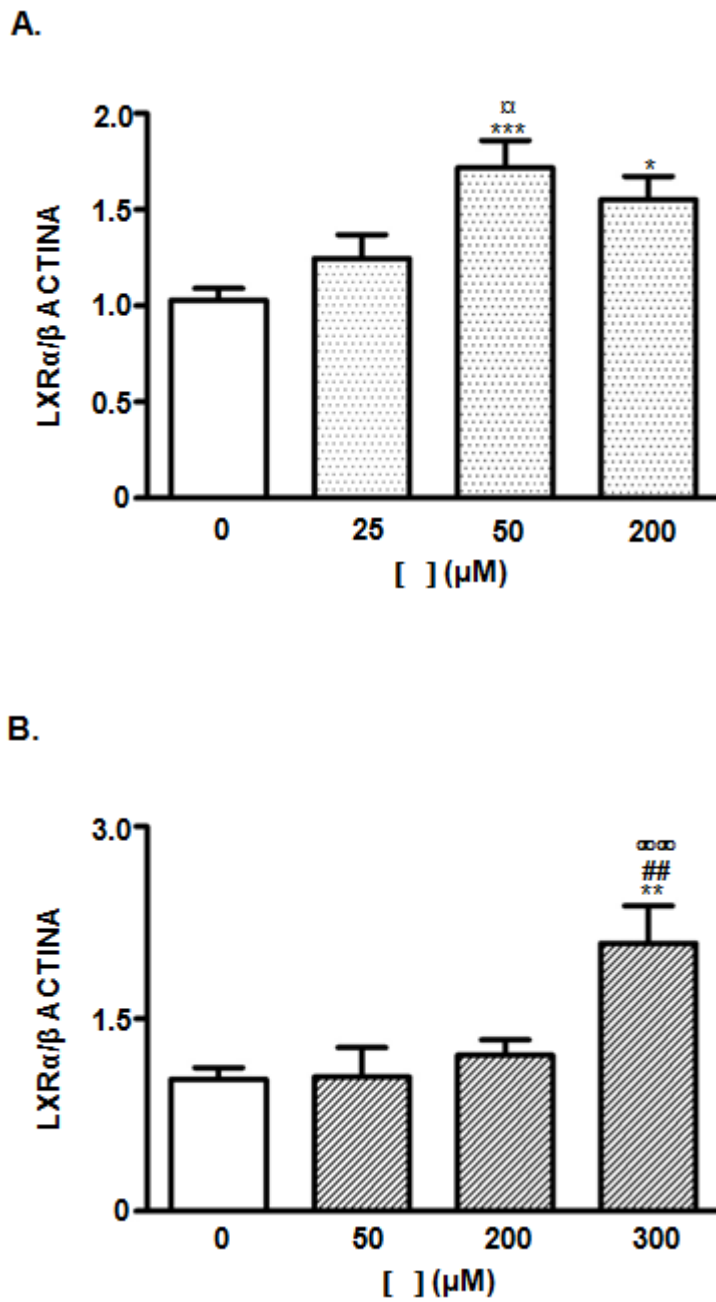 A.
¤
***
*
2.0
1.5
1.0
0.5
0
LXRα/β ACTINA
0 25 50 200
[ ] (µM)
B.
∞∞
##
**
3.0
1.5
0
LXRα/β ACTINA
0 50 200 300
[ ] (µM)